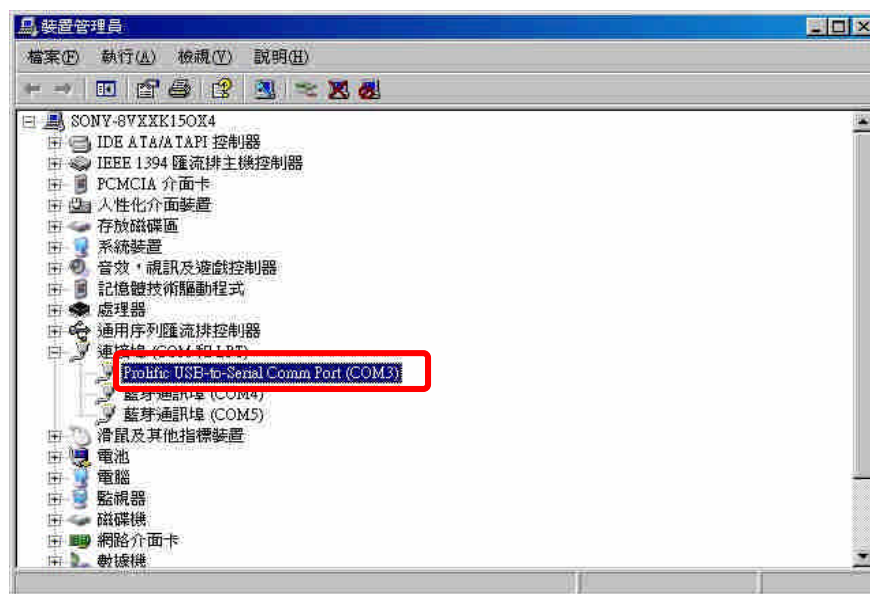 裝置管理員
檔案(F) 執行(A) 檢視(V) 說明(H)
SONY-8VXXK15OX4
IDE ATA/ATAPI 控制器
IEEE 1394 匯流排主機控制器
PCMCIA 介面卡
人性化介面裝置
存放磁碟區
系統裝置
音效，視訊及遊戲控制器
記憶體技術驅動程式
處理器
通用序列匯流排控制器
連接埠 (COM 和 LPT)
Prolific USB-to-Serial Comm Port (COM3)
藍芽通訊埠 (COM4)
藍芽通訊埠 (COM5)
滑鼠及其他指標裝置
電池
電腦
監視器
磁碟機
網路介面卡
數據機